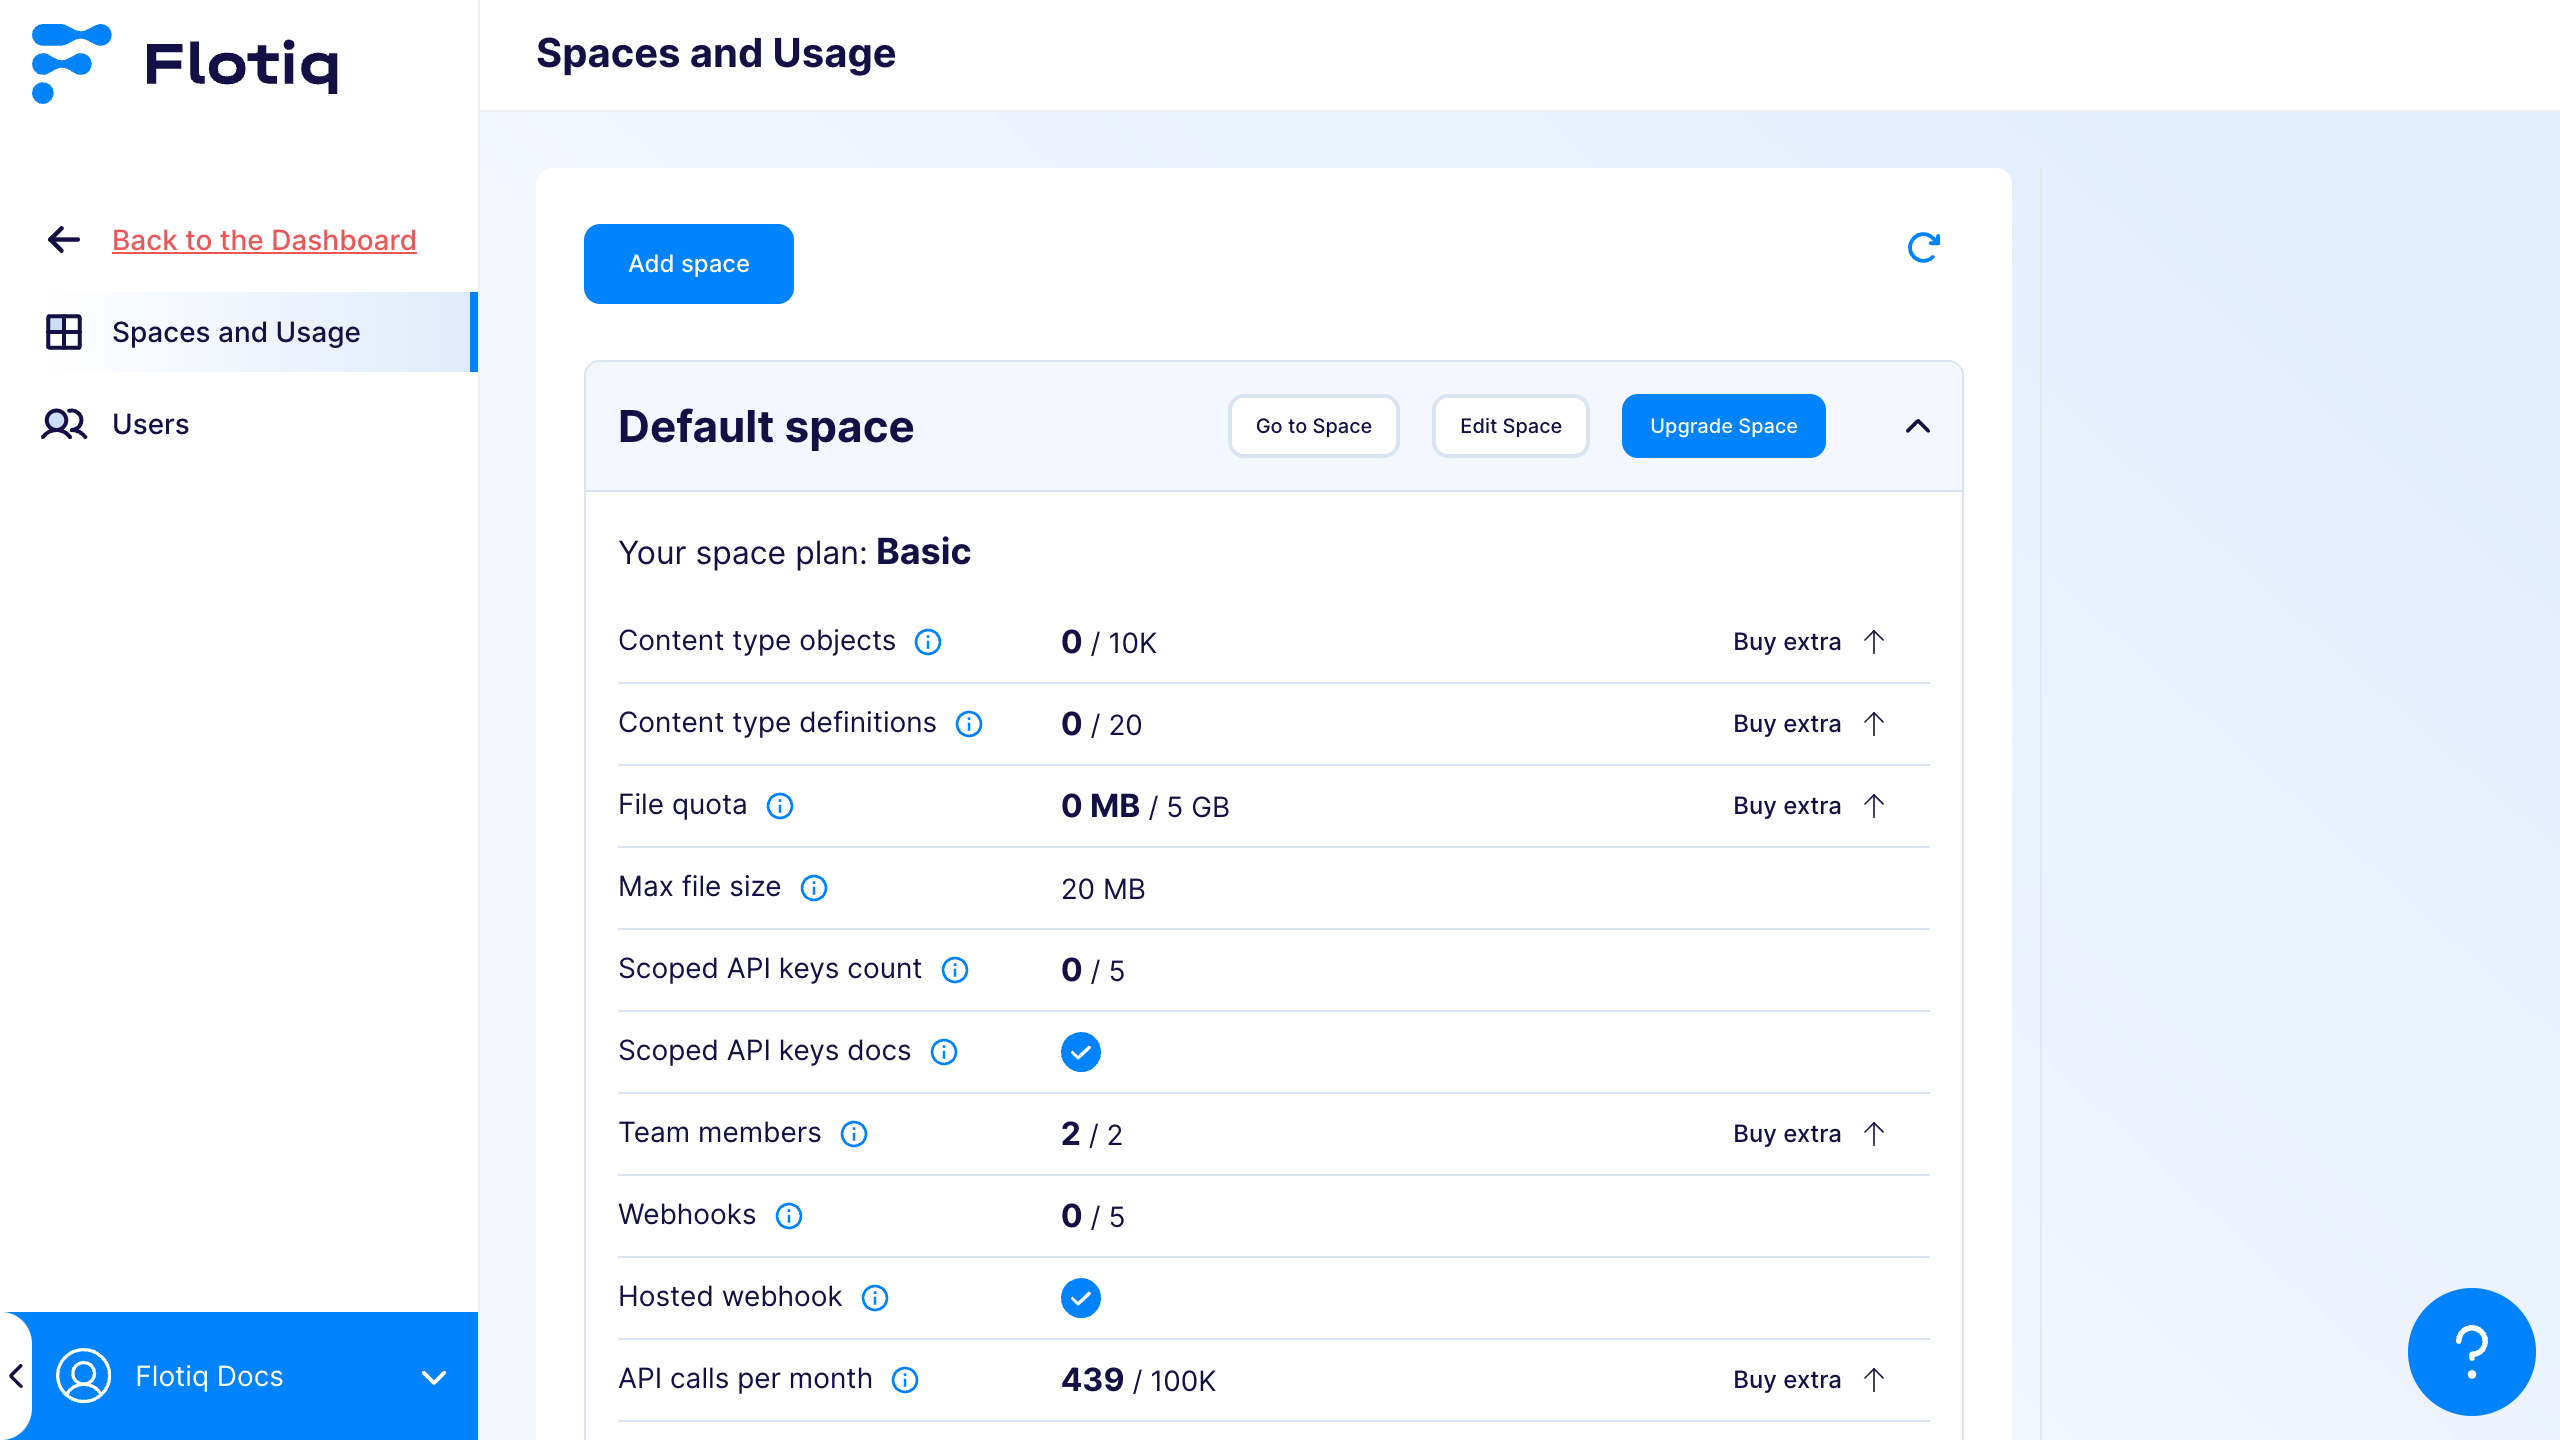 Flotiq
Spaces and Usage
Back to the Dashboard
Spaces and Usage
Users
Add space
Default space
Go to Space
Edit Space
Upgrade Space
Your space plan: Basic
Content type objects 0 / 10K Buy extra
Content type definitions 0 / 20 Buy extra
File quota 0 MB / 5 GB Buy extra
Max file size 20 MB
Scoped API keys count 0 / 5
Scoped API keys docs
Team members 2 / 2 Buy extra
Webhooks 0 / 5
Hosted webhook
API calls per month 439 / 100K Buy extra
Flotiq Docs
?